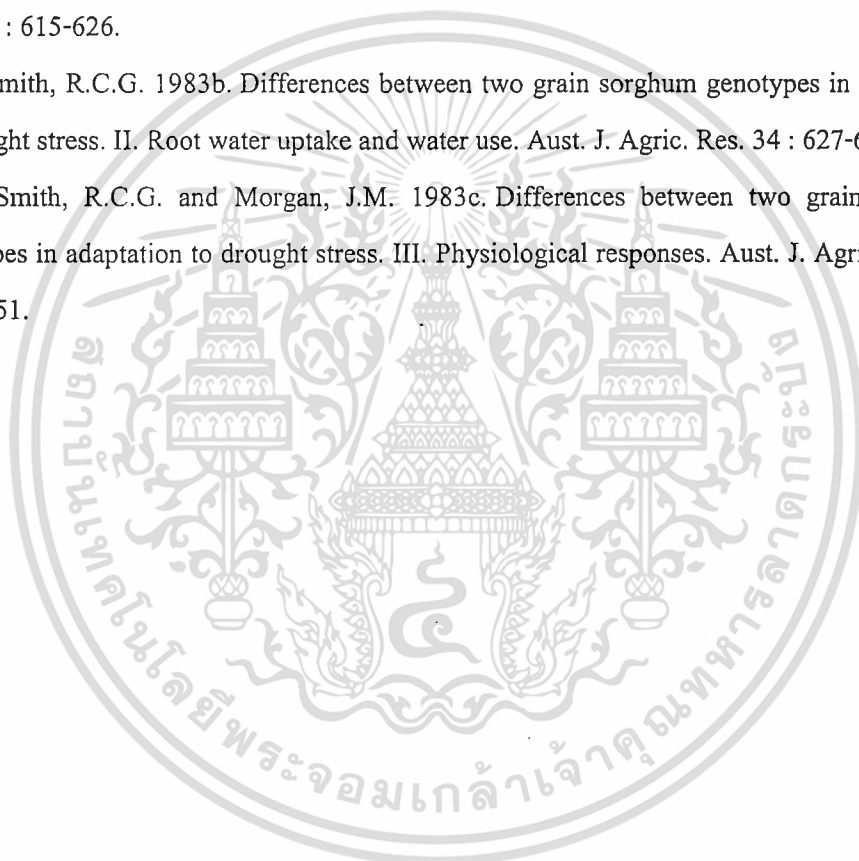 : 615-626.
mith, R.C.G. 1983b. Differences between two grain sorghum genotypes in
ght stress. II. Root water uptake and water use. Aust. J. Agric. Res. 34 : 627-6
Smith, R.C.G. and Morgan, J.M. 1983c. Differences between two grain
pes in adaptation to drought stress. III. Physiological responses. Aust. J. Agri
51.
สถาบันเทคโนโลยีพระจอมเกล้าเจ้าคุณทหารลาดกระบัง